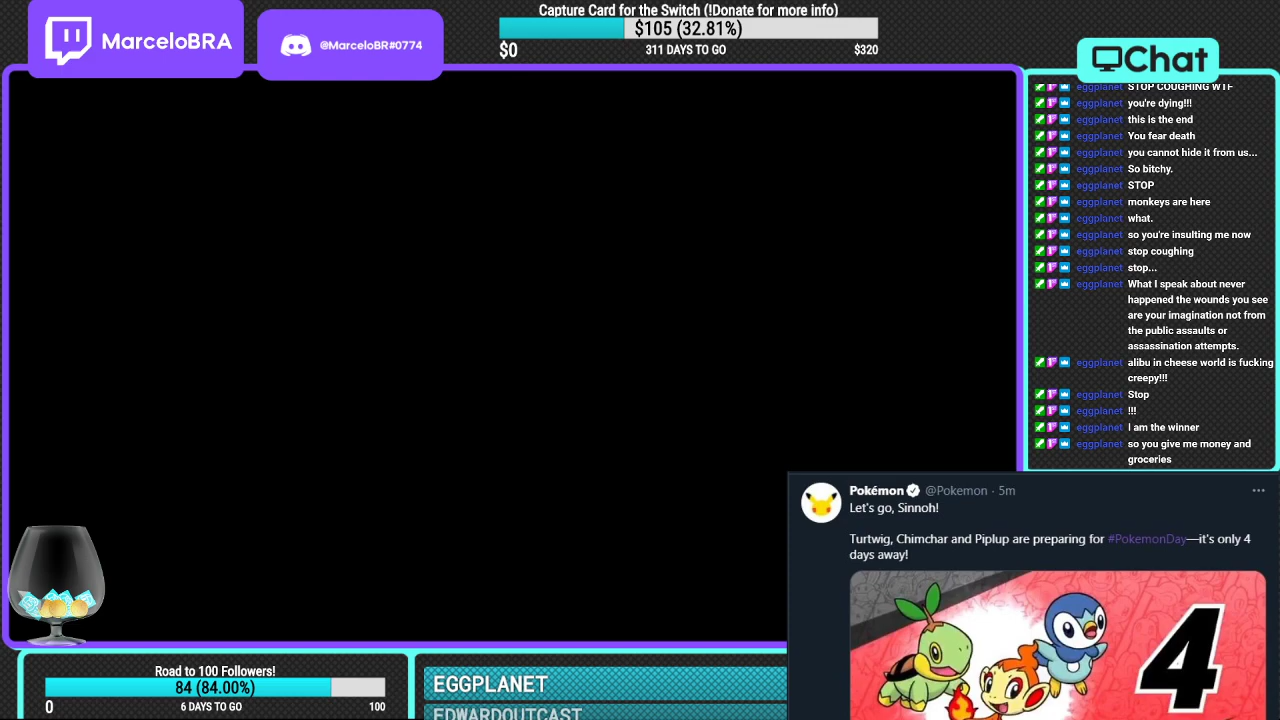 MarceloBRA
@MarceloBR#0774
Capture Card for the Switch (!Donate for more info)
$105 (32.81%)
$0
311 DAYS TO GO
$320
Chat
eggplanet STOP COUGHING WTF
eggplanet you're dying!!!
eggplanet this is the end
eggplanet You fear death
eggplanet you cannot hide it from us...
eggplanet So bitchy.
eggplanet STOP
eggplanet monkeys are here
eggplanet what.
eggplanet so you're insulting me now
eggplanet stop coughing
eggplanet stop...
eggplanet What I speak about never
happened the wounds you see
are your imagination not from
the public assaults or
assassination attempts.
eggplanet alibu in cheese world is fucking
creepy!!!
eggplanet Stop
eggplanet !!!
eggplanet I am the winner
eggplanet so you give me money and
groceries
Pokémon @Pokemon · 5m
Let's go, Sinnoh!
Turtwig, Chimchar and Piplup are preparing for #PokemonDay—it's only 4
days away!
4
Road to 100 Followers!
84 (84.00%)
0
6 DAYS TO GO
100
EGGPLANET
EDWARDOUTCAST